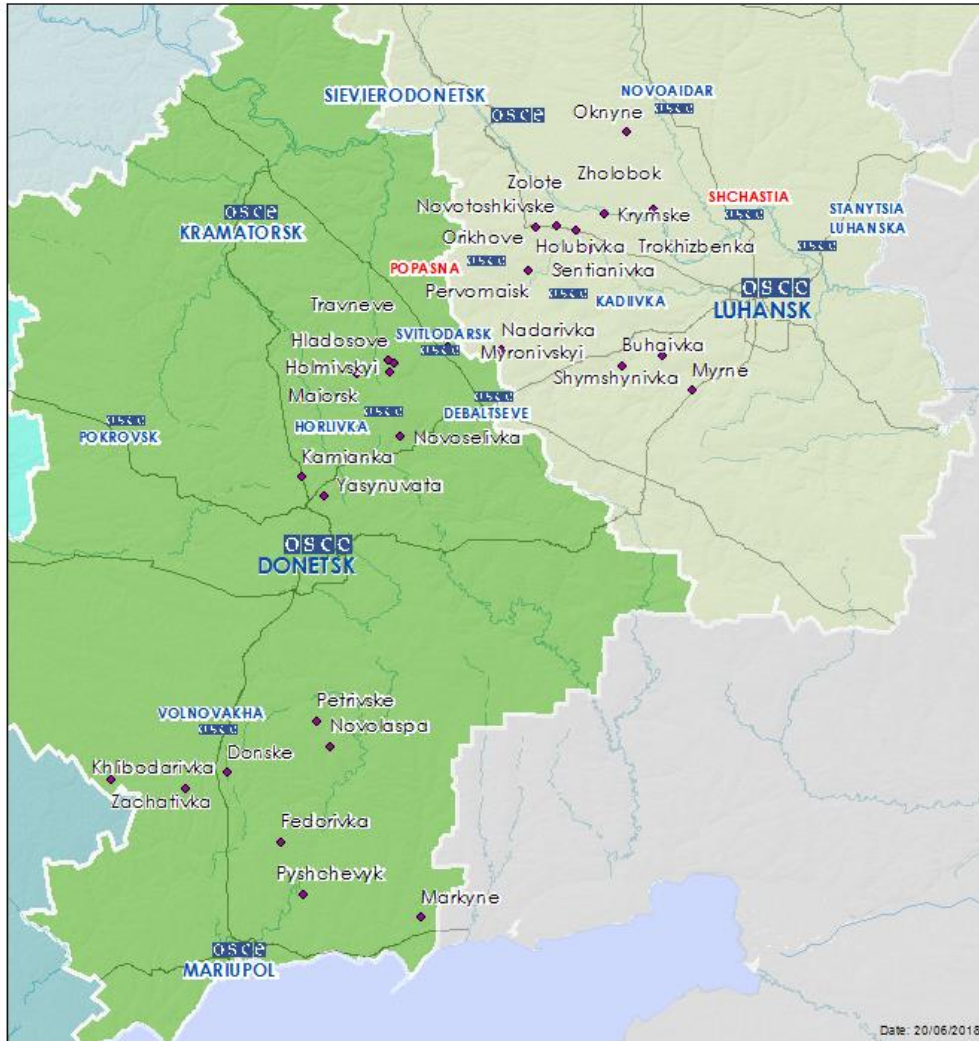 SIEVIERODONETSK
osce
NOVOAIDAR
osce
Oknyne
Zholobok
Zolote
SHCHASTIA
osce
osce
KRAMATORSK
Novotoshkivske
Krymske
STANYTSIA
LUHANSKA
osce
Orikhove
Holubivka
Trokhizbenka
POPASNA
osce
Sentianivka
Pervomaisk
osce
KADIIVKA
osce
LUHANSK
Travneve
SVITLODARSK
osce
Nadarivka
Hladosove
Myronivskyi
Buhaivka
Holmivskyi
Shymshynivka
Myrne
Maiorsk
osce
HORLIVKA
osce
DEBALTSEVE
osce
POKROVSK
Novoselivka
Kamianka
Yasynuvata
osce
DONETSK
Petrivske
VOLNOVAKHA
osce
Novolaspa
Donske
Khlibodarivka
Zachativka
Fedorivka
Pyshchevyk
Markyne
osce
MARIUPOL
Date: 20/06/2018